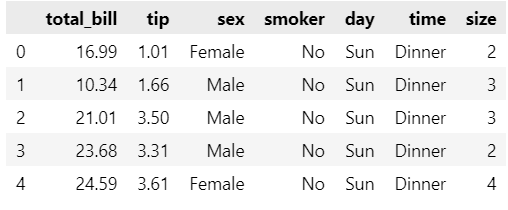 total_bill tip sex smoker day time size
0 16.99 1.01 Female No Sun Dinner 2
1 10.34 1.66 Male No Sun Dinner 3
2 21.01 3.50 Male No Sun Dinner 3
3 23.68 3.31 Male No Sun Dinner 2
4 24.59 3.61 Female No Sun Dinner 4